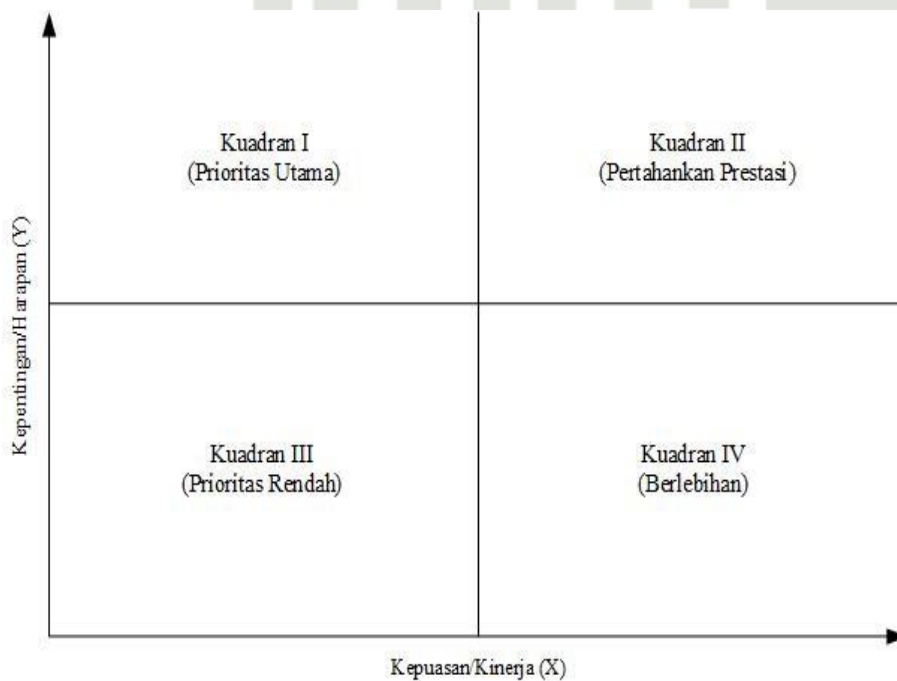 Kuadran I
(Prioritas Utama)
Kuadran II
(Pertahankan Prestasi)
Kepentingan/Harapan (Y)
Kuadran III
(Prioritas Rendah)
Kuadran IV
(Berlebihan)
Kepuasan/Kinerja (X)